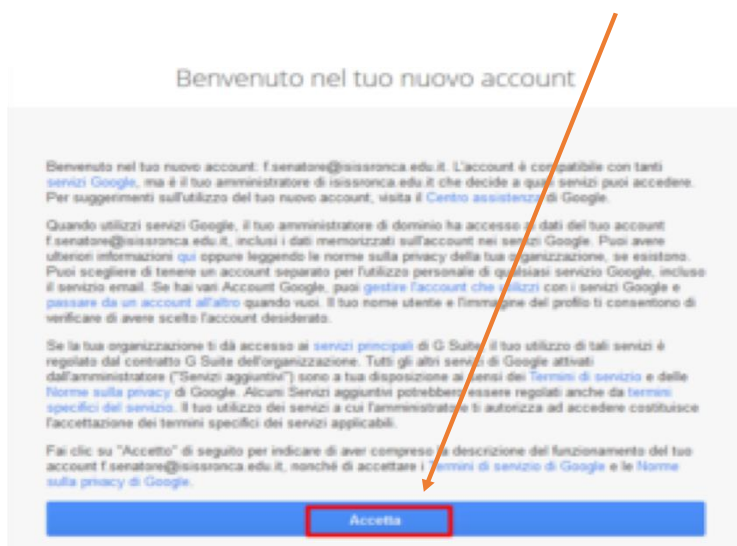 Benvenuto nel tuo nuovo account
Benvenuto nel tuo nuovo account: f.senatore@isissronca.edu.it. L'account è compatibile con tanti
servizi Google, ma è il tuo amministratore di isissronca.edu.it che decide a quali servizi puoi accedere.
Per suggerimenti sull'utilizzo del tuo nuovo account, visita il Centro assistenza di Google.
Quando utilizzi servizi Google, il tuo amministratore di dominio ha accesso ai dati del tuo account
f.senatore@isissronca.edu.it, inclusi i dati memorizzati sull'account nei servizi Google. Puoi avere
ulteriori informazioni qui oppure leggendo le norme sulla privacy della tua organizzazione, se esistono.
Puoi scegliere di tenere un account separato per l'utilizzo personale di qualsiasi servizio Google, incluso
il servizio email. Se hai vari Account Google, puoi gestire l'account che utilizzi con i servizi Google e
passare da un account all'altro quando vuoi. Il tuo nome utente e l'immagine del profilo ti consentono di
verificare di avere scelto l'account desiderato.
Se la tua organizzazione ti dà accesso ai servizi principali di G Suite, il tuo utilizzo di tali servizi è
regolato dal contratto G Suite dell'organizzazione. Tutti gli altri servizi di Google attivati
dall'amministratore ("Servizi aggiuntivi") sono a tua disposizione ai sensi dei Termini di servizio e delle
Norme sulla privacy di Google. Alcuni Servizi aggiuntivi potrebbero essere regolati anche da termini
specifici del servizio. Il tuo utilizzo dei servizi a cui l'amministratore ti autorizza ad accedere costituisce
l'accettazione dei termini specifici dei servizi applicabili.
Fai clic su "Accetto" di seguito per indicare di aver compreso la descrizione del funzionamento del tuo
account f.senatore@isissronca.edu.it, nonché di accettare i Termini di servizio di Google e le Norme
sulla privacy di Google.
Accetta